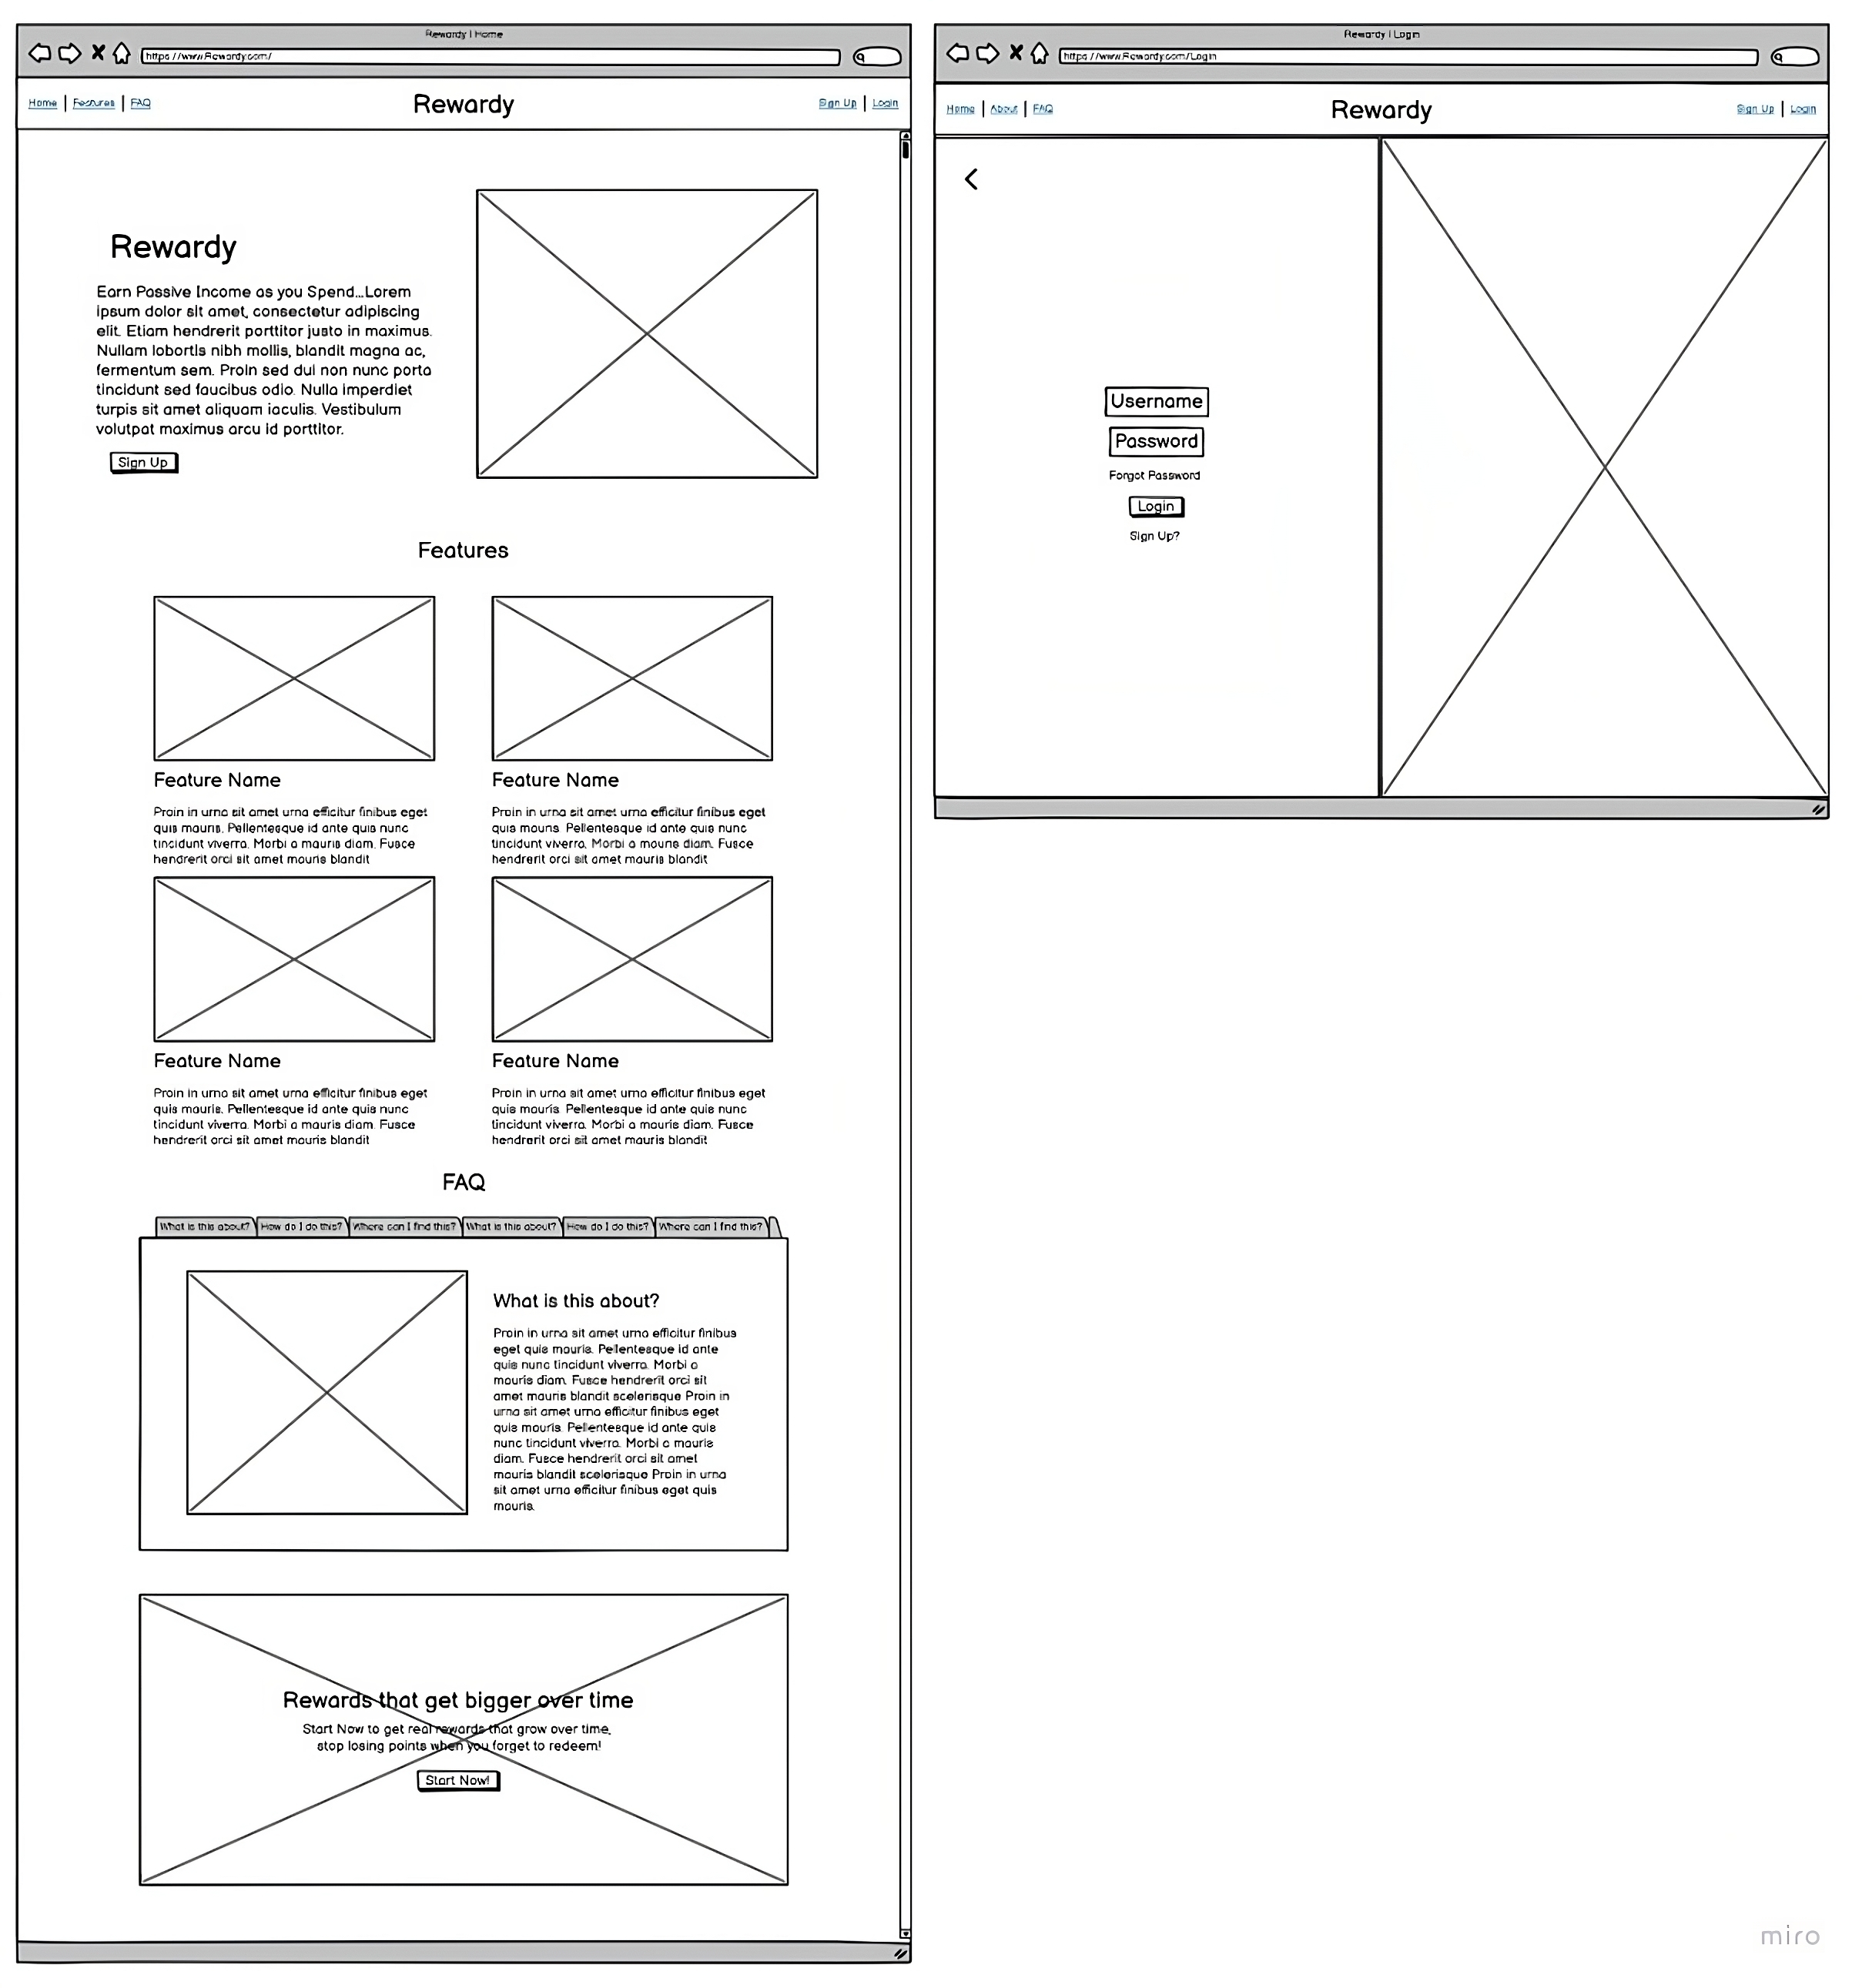 Rewardy | Home
https://www.Rewardy.com/
Home | Features | FAQ
Rewardy
Sign Up | Login
Rewardy
Earn Passive Income as you Spend...Lorem
ipsum dolor sit amet, consectetur adipiscing
elit. Etiam hendrerit porttitor justo in maximus.
Nullam lobortis nibh mollis, blandit magna ac,
fermentum sem. Proin sed dui non nunc porta
tincidunt sed faucibus odio. Nulla imperdiet
turpis sit amet aliquam iaculis. Vestibulum
volutpat maximus arcu id porttitor.
Sign Up
Features
Feature Name
Proin in urna sit amet urna efficitur finibus eget
quis mauris. Pellentesque id ante quis nunc
tincidunt viverra. Morbi a mauris diam. Fusce
hendrerit orci sit amet mauris blandit
Feature Name
Proin in urna sit amet urna efficitur finibus eget
quis mauris. Pellentesque id ante quis nunc
tincidunt viverra. Morbi a mauris diam. Fusce
hendrerit orci sit amet mauris blandit
Feature Name
Proin in urna sit amet urna efficitur finibus eget
quis mauris. Pellentesque id ante quis nunc
tincidunt viverra. Morbi a mauris diam. Fusce
hendrerit orci sit amet mauris blandit
Feature Name
Proin in urna sit amet urna efficitur finibus eget
quis mauris. Pellentesque id ante quis nunc
tincidunt viverra. Morbi a mauris diam. Fusce
hendrerit orci sit amet mauris blandit
FAQ
What is this about? How do I do this? Where can I find this? What is this about? How do I do this? Where can I find this?
What is this about?
Proin in urna sit amet urna efficitur finibus
eget quis mauris. Pellentesque id ante
quis nunc tincidunt viverra. Morbi a
mauris diam. Fusce hendrerit orci sit
amet mauris blandit scelerisque Proin in
urna sit amet urna efficitur finibus eget
quis mauris. Pellentesque id ante quis
nunc tincidunt viverra. Morbi a mauris
diam. Fusce hendrerit orci sit amet
mauris blandit scelerisque Proin in urna
sit amet urna efficitur finibus eget quis
mauris.
Rewards that get bigger over time
Start Now to get real rewards that grow over time,
stop losing points when you forget to redeem!
Start Now!
Rewardy | Login
https://www.Rewardy.com/Login
Home | About | FAQ
Rewardy
Sign Up | Login
Username
Password
Forgot Password
Login
Sign Up?
miro